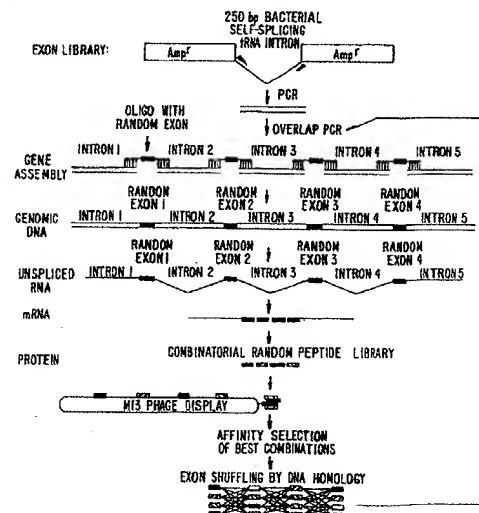 250 bp BACTERIAL
SELF-SPLICING
tRNA INTRON
EXON LIBRARY:
Ampʳ
Ampʳ
PCR
OLIGO WITH
RANDOM EXON
OVERLAP PCR
INTRON 1
INTRON 2
INTRON 3
INTRON 4
INTRON 5
GENE
ASSEMBLY
RANDOM
EXON 1
RANDOM
EXON 2
RANDOM
EXON 3
RANDOM
EXON 4
GENOMIC
DNA
INTRON 1
INTRON 2
INTRON 3
INTRON 4
INTRON 5
RANDOM
EXON 1
RANDOM
EXON 2
RANDOM
EXON 3
RANDOM
EXON 4
UNSPLICED
RNA
INTRON 1
INTRON 2
INTRON 3
INTRON 4
INTRON 5
mRNA
COMBINATORIAL RANDOM PEPTIDE LIBRARY
PROTEIN
M13 PHAGE DISPLAY
AFFINITY SELECTION
OF BEST COMBINATIONS
EXON SHUFFLING BY DNA HOMOLOGY